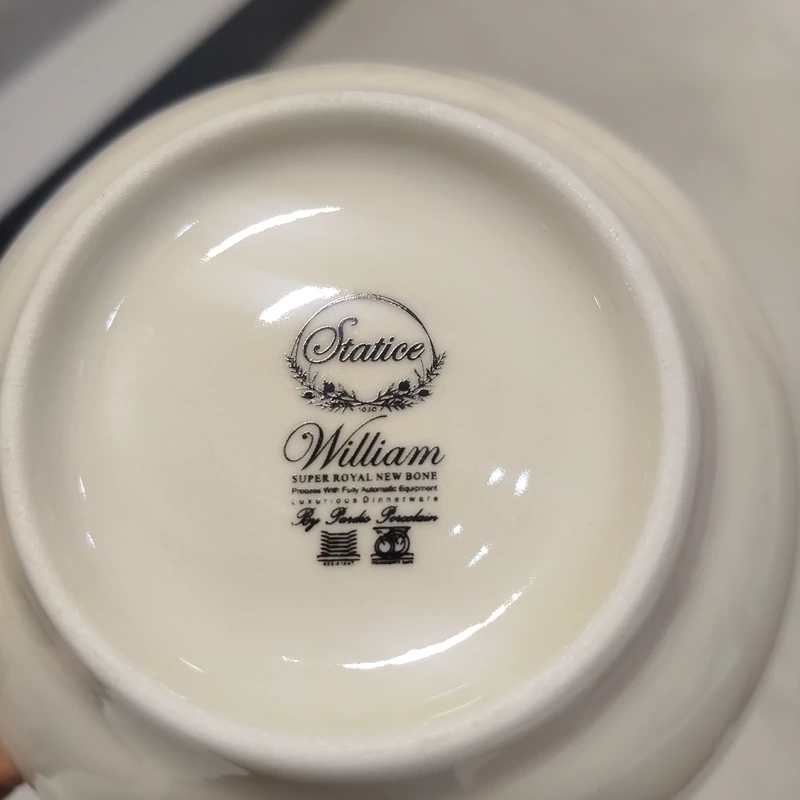 Statice
William
SUPER ROYAL NEW BONE
Process With Fully Automatic Equipment
Luxurious Dinnerware
By Pardis Porcelain